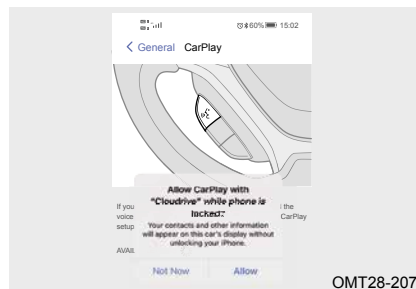 60% 15:02
General CarPlay
Allow CarPlay with
"Cloudrive" while phone is
locked?
If you
the
voice
CarPlay
setup
Your contacts and other information
will appear on this car's display without
unlocking your iPhone.
Not Now Allow
OMT28-207